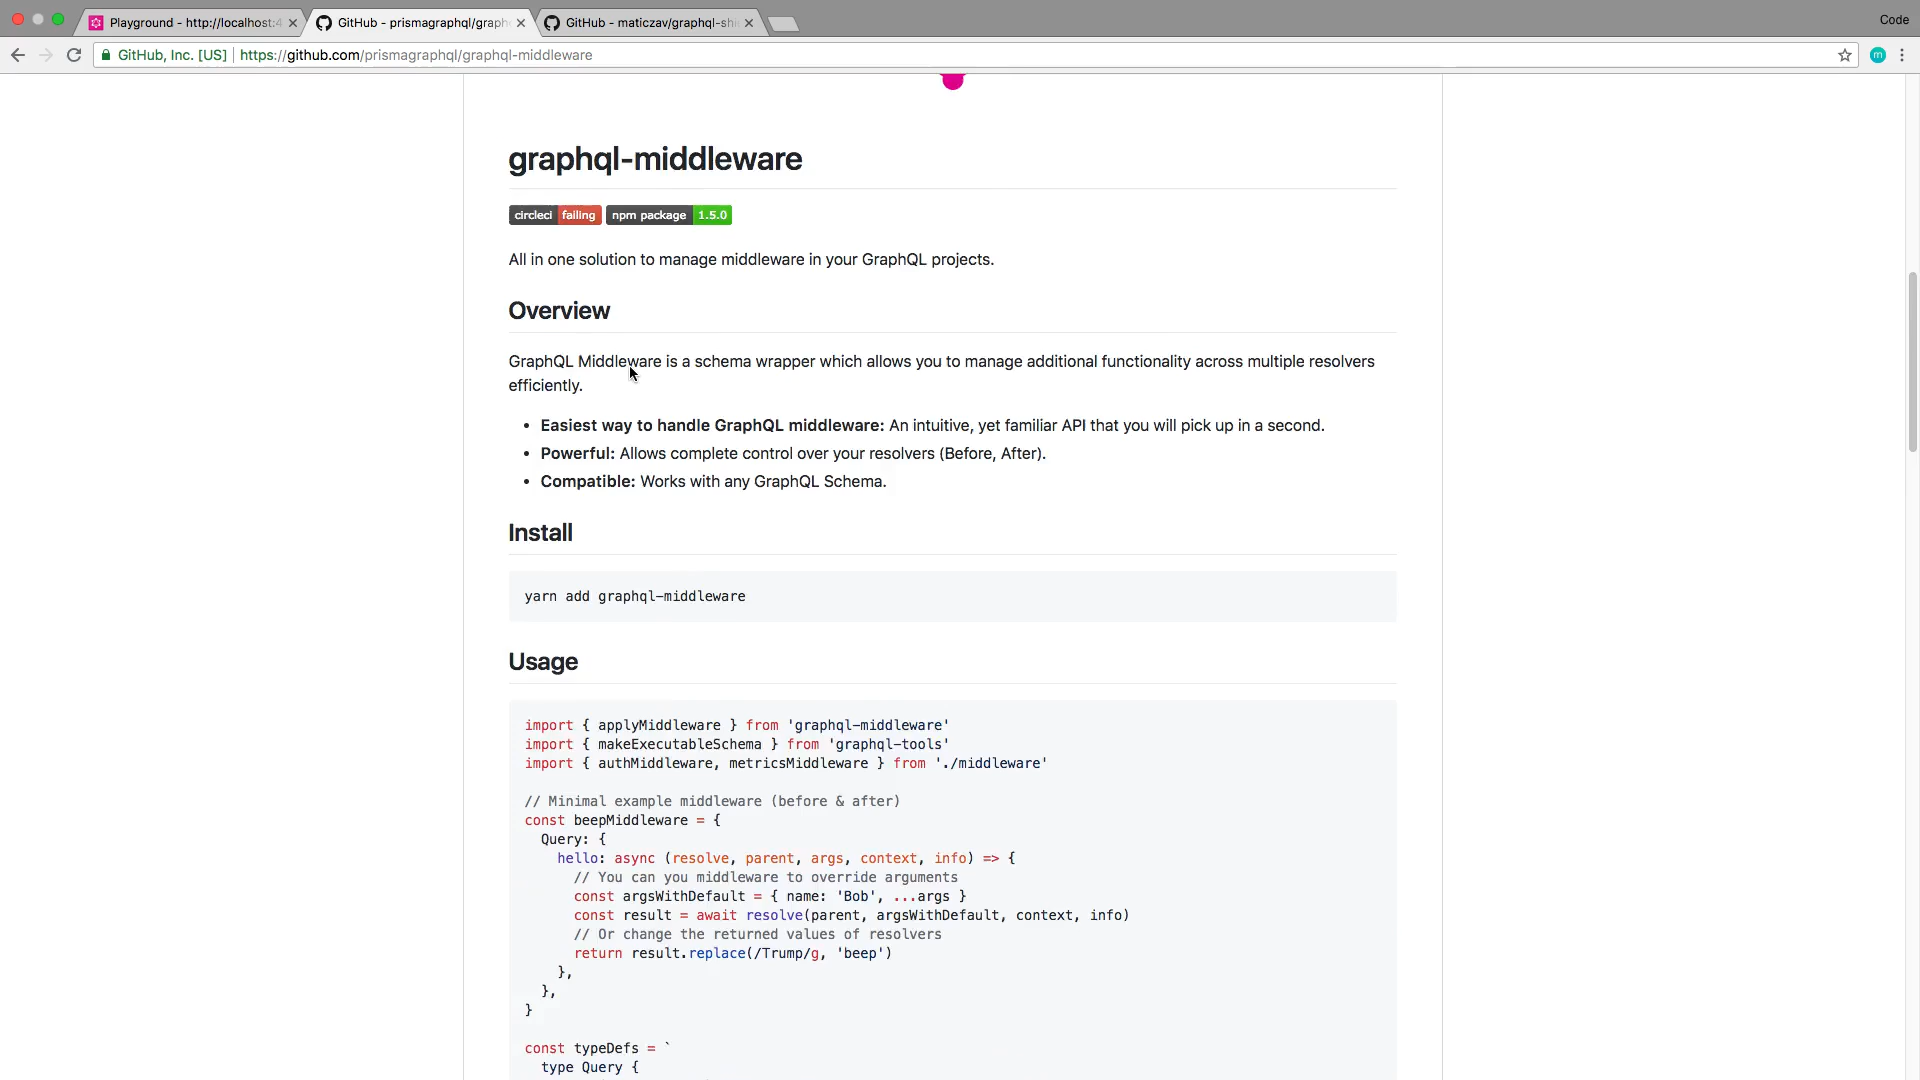 Playground - http://localhost:4
GitHub - prismagraphql/graph
GitHub - maticzav/graphql-shi
Code
GitHub, Inc. [US] https://github.com/prismagraphql/graphql-middleware
m
graphql-middleware
circleci failing npm package 1.5.0
All in one solution to manage middleware in your GraphQL projects.
Overview
GraphQL Middleware is a schema wrapper which allows you to manage additional functionality across multiple resolvers
efficiently.
• Easiest way to handle GraphQL middleware: An intuitive, yet familiar API that you will pick up in a second.
• Powerful: Allows complete control over your resolvers (Before, After).
• Compatible: Works with any GraphQL Schema.
Install
yarn add graphql-middleware
Usage
import { applyMiddleware } from 'graphql-middleware'
import { makeExecutableSchema } from 'graphql-tools'
import { authMiddleware, metricsMiddleware } from './middleware'
// Minimal example middleware (before & after)
const beepMiddleware = {
Query: {
hello: async (resolve, parent, args, context, info) => {
// You can you middleware to override arguments
const argsWithDefault = { name: 'Bob', ...args }
const result = await resolve(parent, argsWithDefault, context, info)
// Or change the returned values of resolvers
return result.replace(/Trump/g, 'beep')
},
},
}
const typeDefs = `
type Query {